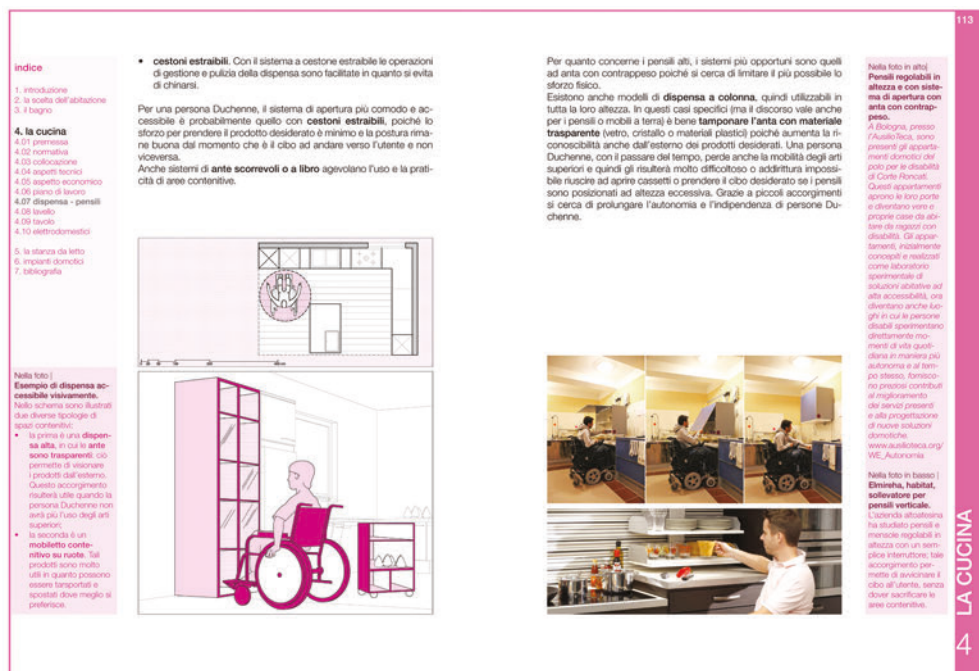 indice
1. introduzione
2. la scelta dell'abitazione
3. il bagno
4. la cucina
4.01 premessa
4.02 normativa
4.03 collocazione
4.04 aspetti tecnici
4.05 aspetto economico
4.06 piano di lavoro
4.07 dispensa - pensili
4.08 lavello
4.09 tavolo
4.10 elettrodomestici
5. la stanza da letto
6. impianti domotici
7. bibliografia
Nella foto |
Esempio di dispensa ac-
cessibile visivamente.
Nello schema sono illustrati
due diverse tipologie di
spazi contenitivi:
• la prima è una dispen-
sa alta, in cui le ante
sono trasparenti: ciò
permette di visionare
i prodotti dall'esterno.
Questo accorgimento
risulterà utile quando la
persona Duchenne non
avrà più l'uso degli arti
superiori;
• la seconda è un
mobiletto conte-
nitivo su ruote. Tali
prodotti sono molto
utili in quanto possono
essere tansportati e
spostati dove meglio si
preferisce.
• cestoni estraibili. Con il sistema a cestone estraibile le operazioni
di gestione e pulizia della dispensa sono facilitate in quanto si evita
di chinarsi.
Per una persona Duchenne, il sistema di apertura più comodo e ac-
cessibile è probabilmente quello con cestoni estraibili, poiché lo
sforzo per prendere il prodotto desiderato è minimo e la postura rima-
ne buona dal momento che è il cibo ad andare verso l'utente e non
viceversa.
Anche sistemi di ante scorrevoli o a libro agevolano l'uso e la prati-
cità di aree contenitive.
Per quanto concerne i pensili alti, i sistemi più opportuni sono quelli
ad anta con contrappeso poiché si cerca di limitare il più possibile lo
sforzo fisico.
Esistono anche modelli di dispensa a colonna, quindi utilizzabili in
tutta la loro altezza. In questi casi specifici (ma il discorso vale anche
per i pensili o mobili a terra) è bene tamponare l'anta con materiale
trasparente (vetro, cristallo o materiali plastici) poiché aumenta la ri-
conoscibilità anche dall'esterno dei prodotti desiderati. Una persona
Duchenne, con il passare del tempo, perde anche la mobilità degli arti
superiori e quindi gli risulterà molto difficoltoso o addirittura impossi-
bile riuscire ad aprire cassetti o prendere il cibo desiderato se i pensili
sono posizionati ad altezza eccessiva. Grazie a piccoli accorgimenti
si cerca di prolungare l'autonomia e l'indipendenza di persone Du-
chenne.
113
Nella foto in alto|
Pensili regolabili in
altezza e con siste-
ma di apertura con
anta con contrap-
peso.
A Bologna, presso
l'AusilioTeca, sono
presenti gli apparta-
menti domotici del
polo per le disabilità
di Corte Roncati.
Questi appartamenti
aprono le loro porte
e diventano vere e
proprie case da abi-
tare da ragazzi con
disabilità. Gli appar-
tamenti, inizialmente
concepiti e realizzati
come laboratorio
sperimentale di
soluzioni abitative ad
alta accessibilità, ora
diventano anche luo-
ghi in cui le persone
disabili sperimentano
direttamente mo-
menti di vita quoti-
diana in maniera più
autonoma e al tem-
po stesso, fornisco-
no preziosi contributi
al miglioramento
dei servizi presenti
e alla progettazione
di nuove soluzioni
domotiche.
www.ausilioteca.org/
WE_Autonomia
Nella foto in basso |
Elmireha, habitat,
sollevatore per
pensili verticale.
L'azienda altoatesina
ha studiato pensili e
mensole regolabili in
altezza con un sem-
plice interruttore; tale
accorgimento per-
mette di avvicinare il
cibo all'utente, senza
dover sacrificare le
aree contenitive.
4 LA CUCINA